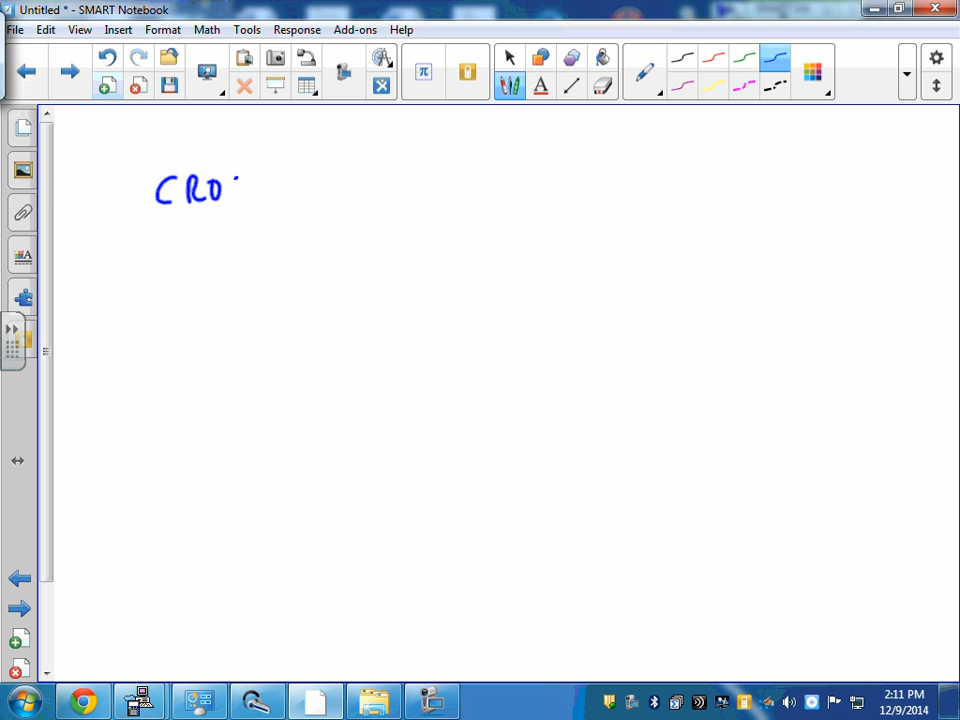 Untitled * - SMART Notebook
File Edit View Insert Format Math Tools Response Add-ons Help
CRO
2:11 PM
12/9/2014